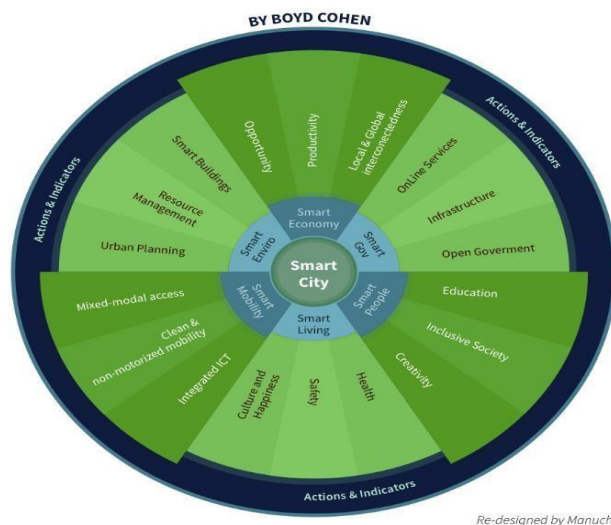 BY BOYD COHEN
Actions & Indicators
Actions & Indicators
Opportunity
Productivity
Local & Global
interconectedness
Smart Buildings
Resource
Management
Urban Planning
OnLine Services
Infrastructure
Open Goverment
Smart
Economy
Smart
Enviro
Smart
Gov
Smart
City
Smart
Mobility
Smart
Living
Smart
People
Mixed-modal access
Clean &
non-motorized mobility
Integrated ICT
Culture and
Happiness
Safety
Health
Education
Inclusive Society
Creativity
Actions & Indicators
Re-designed by Manuch